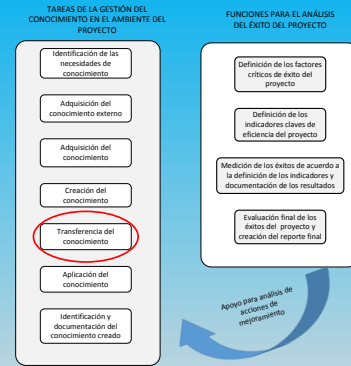 TAREAS DE LA GESTIÓN DEL
CONOCIMIENTO EN EL AMBIENTE DEL
PROYECTO
Identificación de las
necesidades de
conocimiento
Adquisición del
conocimiento externo
Adquisición del
conocimiento
Creación del
conocimiento
Transferencia del
conocimiento
Aplicación del
conocimiento
Identificación y
documentación del
conocimiento creado
FUNCIONES PARA EL ANÁLISIS
DEL ÉXITO DEL PROYECTO
Definición de los factores
críticos de éxito del
proyecto
Definición de los
indicadores claves de
eficiencia del proyecto
Medición de los éxitos de acuerdo a
la definición de los indicadores y
documentación de los resultados
Evaluación final de los
éxitos del proyecto y
creación del reporte final
Apoyo para análisis de
acciones de
mejoramiento